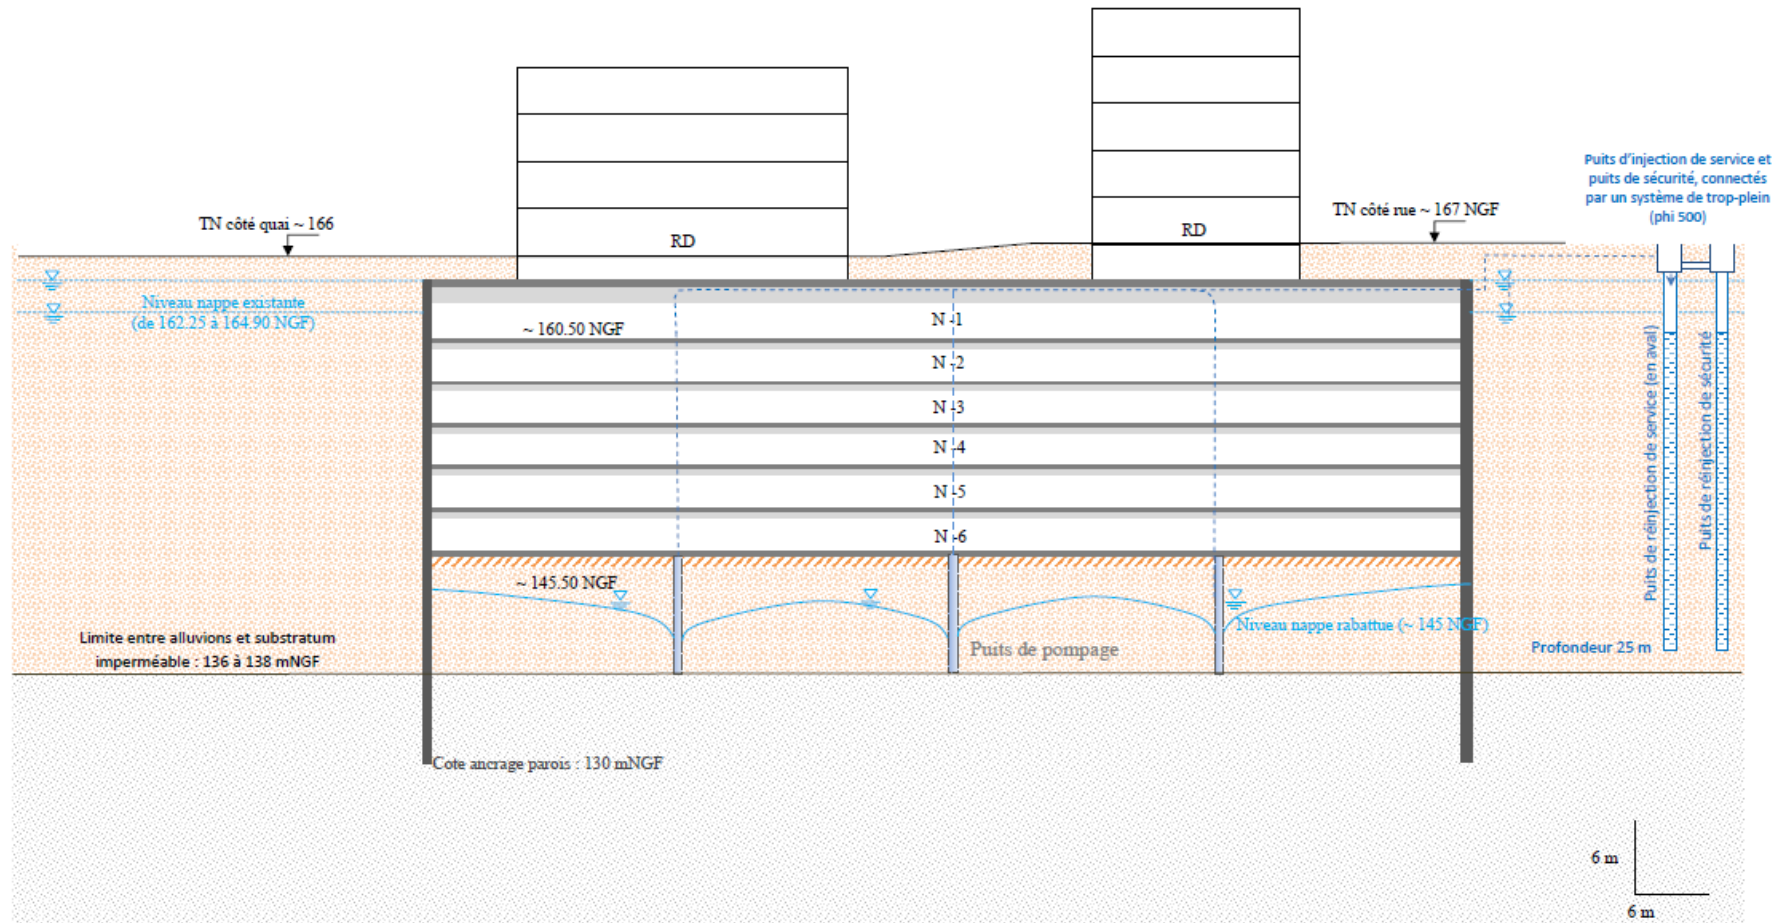 Puits d'injection de service et
puits de sécurité, connectés
par un système de trop-plein
(phi 500)
TN côté quai ~ 166
RD
RD
TN côté rue ~ 167 NGF
Niveau nappe existante
(de 162.25 à 164.90 NGF)
~ 160.50 NGF
N -1
N -2
N -3
N -4
N -5
N -6
Puits de réinjection de service (en aval)
Puits de réinjection de sécurité
~ 145.50 NGF
Niveau nappe rabattue (~ 145 NGF)
Limite entre alluvions et substratum
imperméable : 136 à 138 mNGF
Puits de pompage
Profondeur 25 m
Cote ancrage parois : 130 mNGF
6 m
6 m